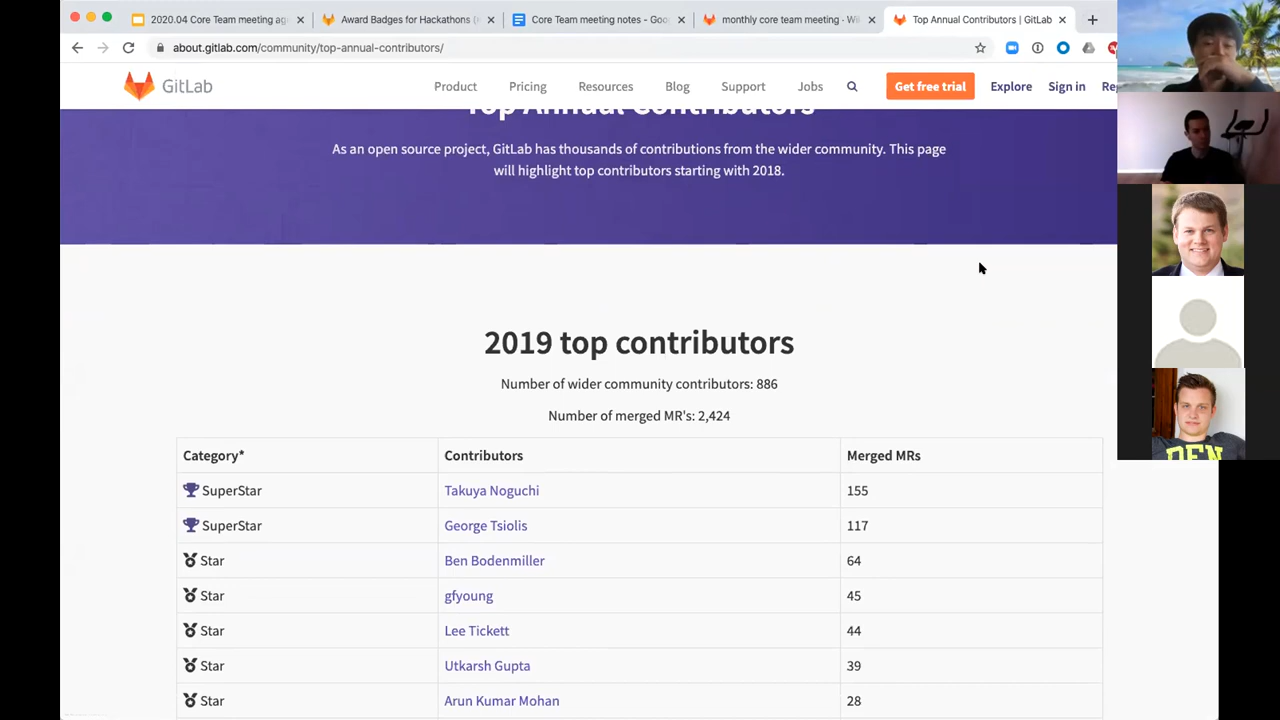 2020.04 Core Team meeting age
Award Badges for Hackathons (
Core Team meeting notes - Goo
monthly core team meeting - Wi
Top Annual Contributors | GitLab
about.gitlab.com/community/top-annual-contributors/
GitLab
Product
Pricing
Resources
Blog
Support
Jobs
Get free trial
Explore
Sign in
Top Annual Contributors
As an open source project, GitLab has thousands of contributions from the wider community. This page
will highlight top contributors starting with 2018.
2019 top contributors
Number of wider community contributors: 886
Number of merged MR's: 2,424
Category* Contributors Merged MRs
SuperStar Takuya Noguchi 155
SuperStar George Tsiolis 117
Star Ben Bodenmiller 64
Star gfyoung 45
Star Lee Tickett 44
Star Utkarsh Gupta 39
Star Arun Kumar Mohan 28